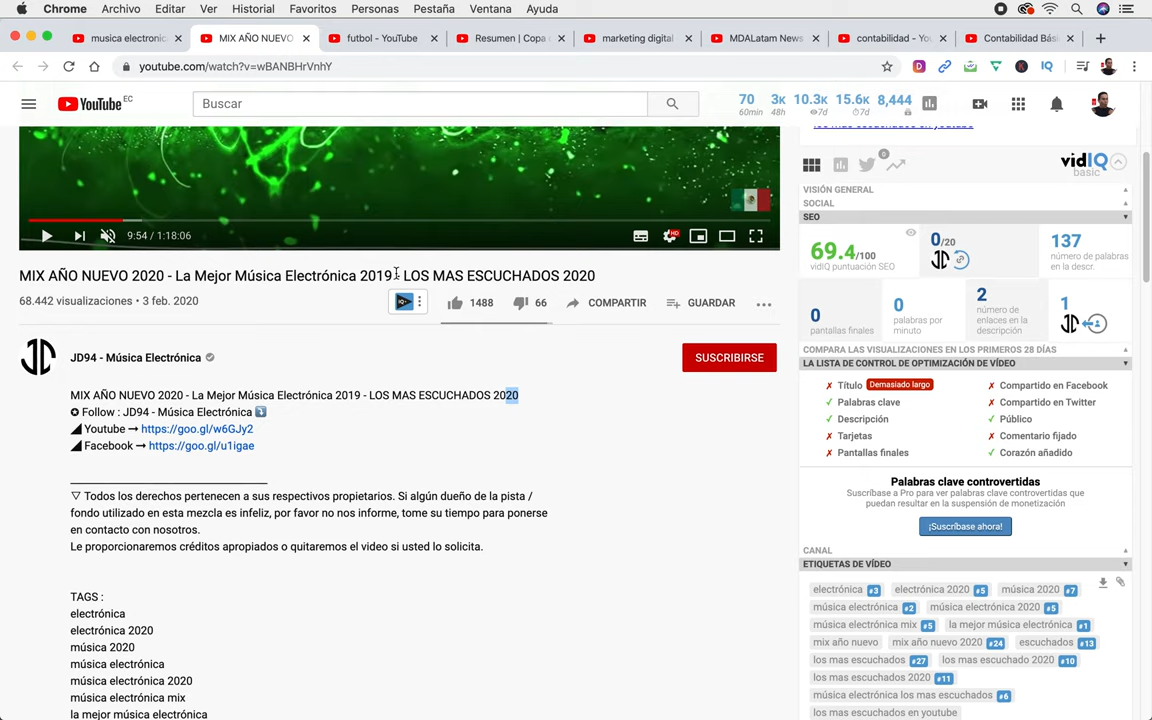 Chrome Archivo Editar Ver Historial Favoritos Personas Pestaña Ventana Ayuda
musica electronic
MIX AÑO NUEVO
futbol - YouTube
Resumen | Copa
marketing digital
MDALatam News
contabilidad - Yo
Contabilidad Bás
youtube.com/watch?v=wBANBHrVnhY
YouTube EC
Buscar
70 3K 10.3K 15.6K 8,444
60min 48h 7d 7d
los mas escuchados en youtube
0
vidIQ
basic
VISIÓN GENERAL
SOCIAL
SEO
69.4/100
vidIQ puntuación SEO
0/20
137
número de palabras en la descr.
0
pantallas finales
0
palabras por minuto
2
número de enlaces en la descripción
1
COMPARA LAS VISUALIZACIONES EN LOS PRIMEROS 28 DÍAS
LA LISTA DE CONTROL DE OPTIMIZACIÓN DE VÍDEO
✗ Título Demasiado largo
✗ Compartido en Facebook
✓ Palabras clave
✗ Compartido en Twitter
✓ Descripción
✓ Público
✗ Tarjetas
✗ Comentario fijado
✗ Pantallas finales
✓ Corazón añadido
Palabras clave controvertidas
Suscríbase a Pro para ver palabras clave controvertidas que
puedan resultar en la suspensión de monetización
¡Suscríbase ahora!
CANAL
ETIQUETAS DE VÍDEO
electrónica #3 electrónica 2020 #5 música 2020 #7
música electrónica #2 música electrónica 2020 #5
música electrónica mix #5 la mejor música electrónica #1
mix año nuevo mix año nuevo 2020 #24 escuchados #13
los mas escuchados #27 los mas escuchado 2020 #10
los mas escuchados 2020 #11
música electrónica los mas escuchados #6
los mas escuchados en youtube
HD
9:54 / 1:18:06
MIX AÑO NUEVO 2020 - La Mejor Música Electrónica 2019 - LOS MAS ESCUCHADOS 2020
68.442 visualizaciones • 3 feb. 2020
1488 66 COMPARTIR GUARDAR
JD94 - Música Electrónica
SUSCRIBIRSE
MIX AÑO NUEVO 2020 - La Mejor Música Electrónica 2019 - LOS MAS ESCUCHADOS 2020
✪ Follow : JD94 - Música Electrónica ⤵
◢ Youtube ➞ https://goo.gl/w6GJy2
◢ Facebook ➞ https://goo.gl/u1igae
▽ Todos los derechos pertenecen a sus respectivos propietarios. Si algún dueño de la pista /
fondo utilizado en esta mezcla es infeliz, por favor no nos informe, tome su tiempo para ponerse
en contacto con nosotros.
Le proporcionaremos créditos apropiados o quitaremos el video si usted lo solicita.
TAGS :
electrónica
electrónica 2020
música 2020
música electrónica
música electrónica 2020
música electrónica mix
la mejor música electrónica